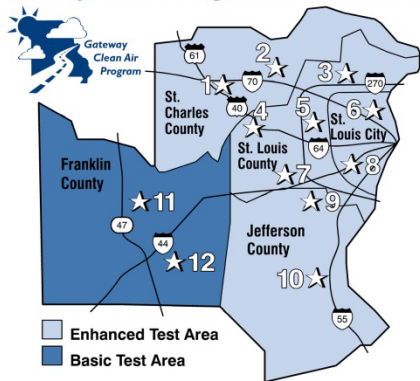 Gateway
Clean Air
Program
61
2
3
1
70
270
St.
Charles
County
40
4
5
6
St.
Louis City
St. Louis
County
64
Franklin
County
7
8
11
9
47
Jefferson
County
44
12
10
55
Enhanced Test Area
Basic Test Area